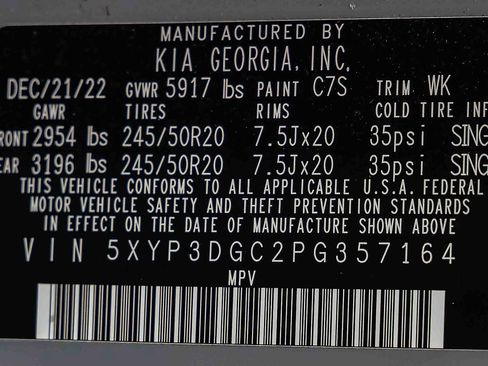 MANUFACTURED BY
KIA GEORGIA, INC.
DEC/21/22 GVWR 5917 lbs PAINT C7S TRIM WK
GAWR TIRES RIMS COLD TIRE INF
FRONT 2954 lbs 245/50R20 7.5Jx20 35psi SING
EAR 3196 lbs 245/50R20 7.5Jx20 35psi SING
THIS VEHICLE CONFORMS TO ALL APPLICABLE U.S.A. FEDERAL
MOTOR VEHICLE SAFETY AND THEFT PREVENTION STANDARDS
IN EFFECT ON THE DATE OF MANUFACTURE SHOWN ABOVE
VIN 5XYP3DGC2PG357164
MPV